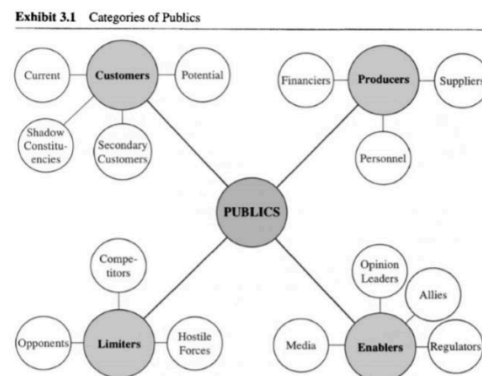 Exhibit 3.1 Categories of Publics
Current
Customers
Potential
Shadow
Constitu-
encies
Secondary
Customers
Financiers
Producers
Suppliers
Personnel
PUBLICS
Compe-
titors
Opponents
Limiters
Hostile
Forces
Opinion
Leaders
Allies
Media
Enablers
Regulators